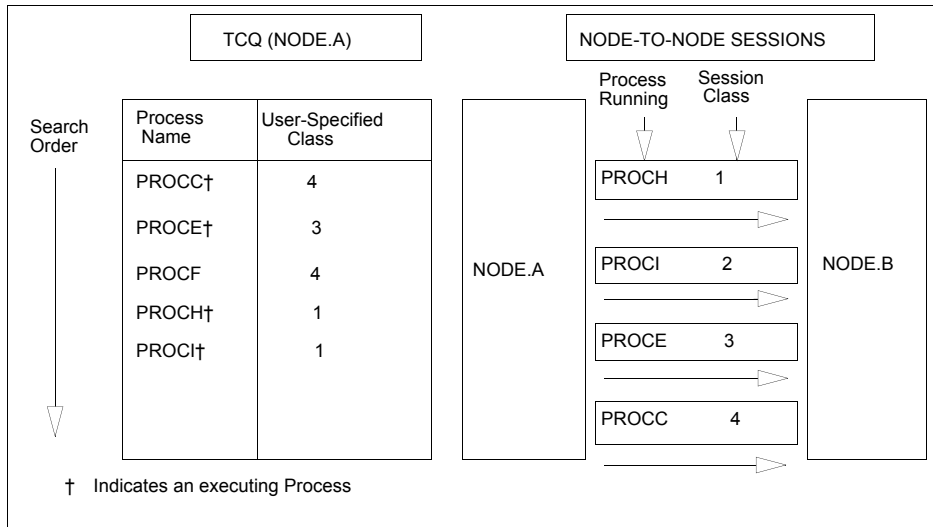 TCQ (NODE.A)
NODE-TO-NODE SESSIONS
Search
Order
Process
Name
User-Specified
Class
PROCC† 4
PROCE† 3
PROCF 4
PROCH† 1
PROCI† 1
† Indicates an executing Process
NODE.A
Process
Running
Session
Class
PROCH 1
PROCI 2
PROCE 3
PROCC 4
NODE.B